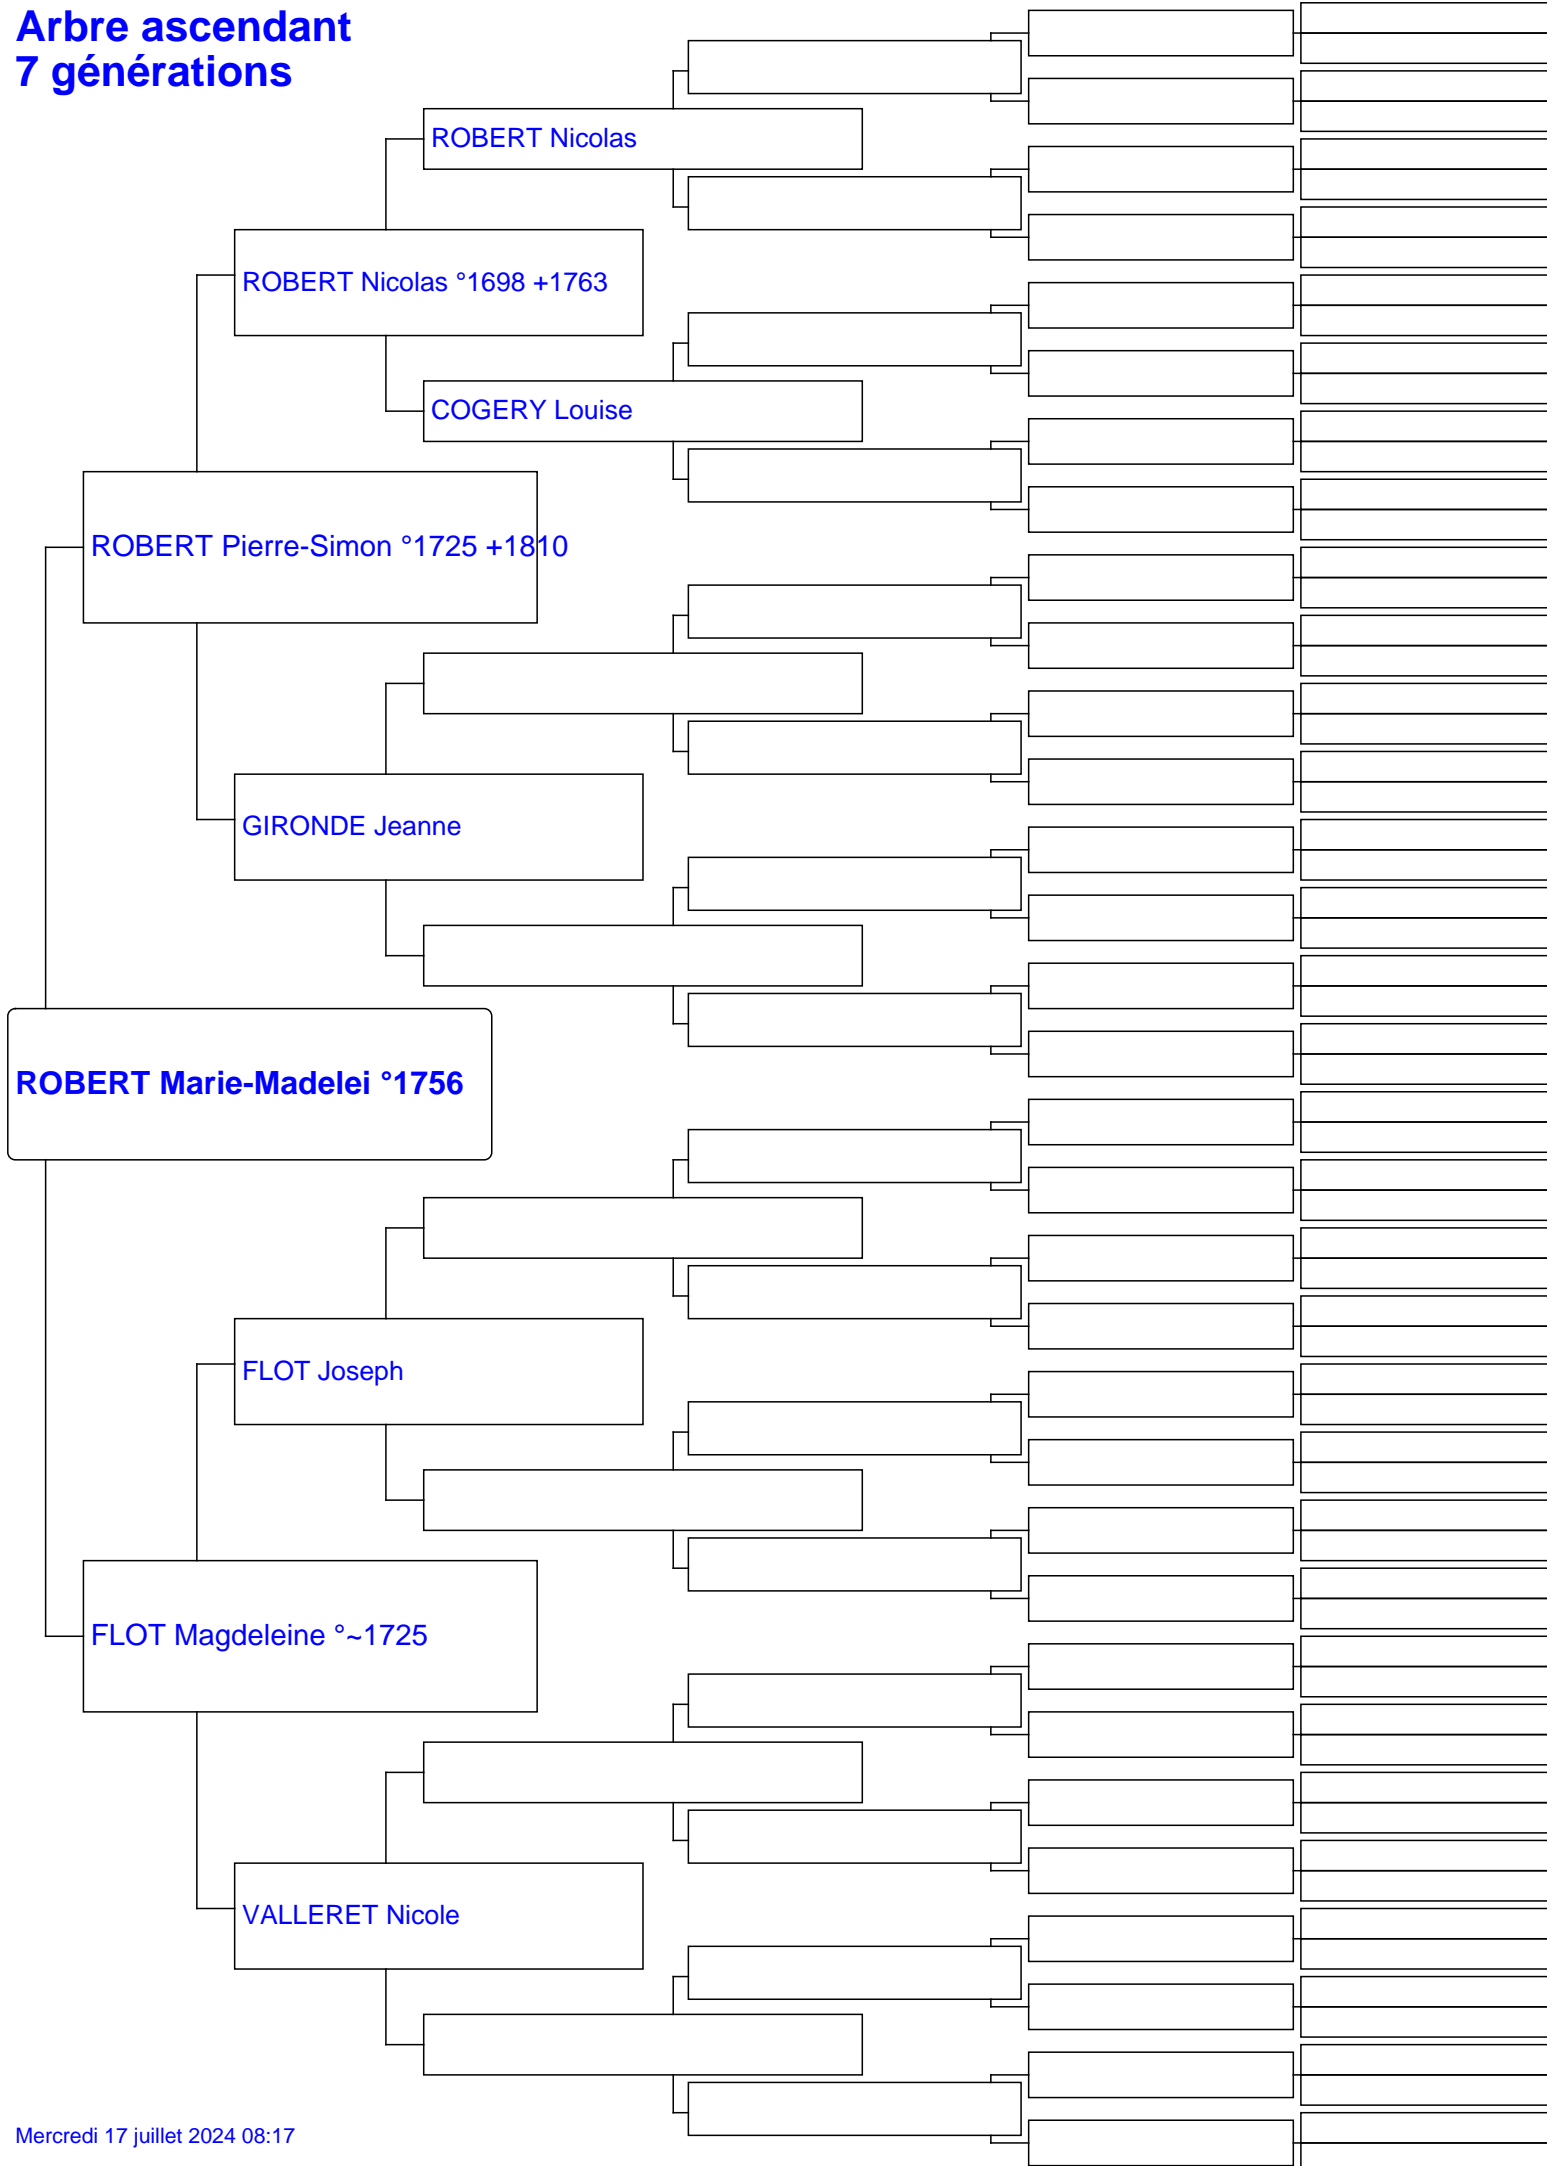 Arbre ascendant
7 générations
ROBERT Nicolas
ROBERT Nicolas °1698 +1763
COGERY Louise
ROBERT Pierre-Simon °1725 +1810
GIRONDE Jeanne
ROBERT Marie-Madelei °1756
FLOT Joseph
FLOT Magdeleine °~1725
VALLERET Nicole
Mercredi 17 juillet 2024 08:17